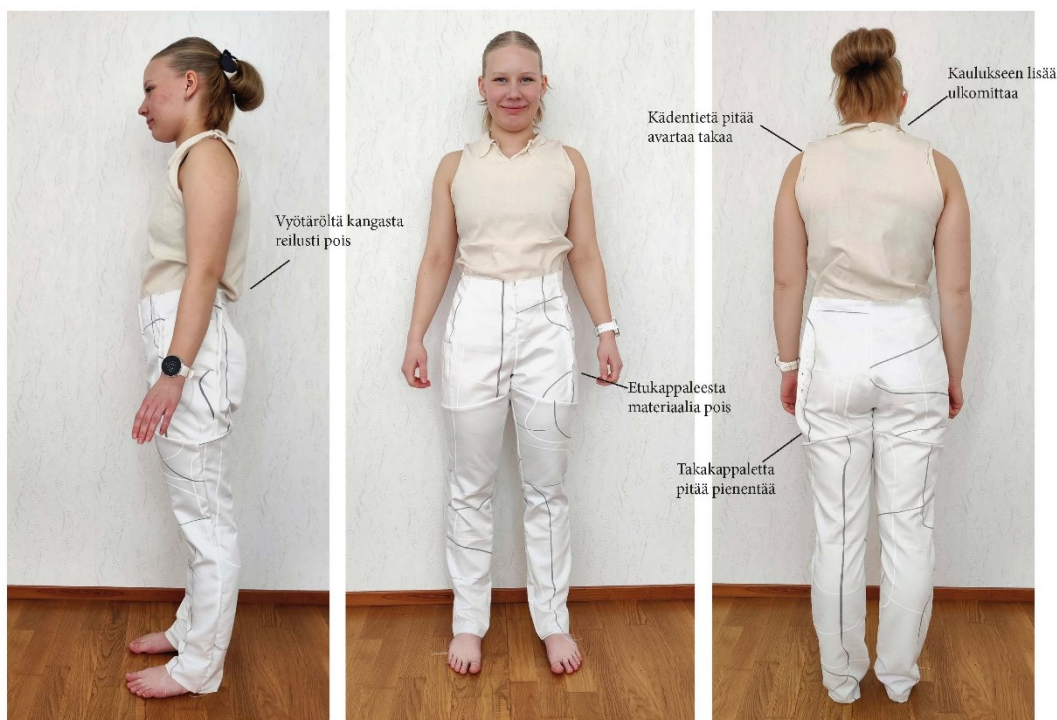 Vyötäröltä kangasta
reilusti pois
Etukappaleesta
materiaalia pois
Kädentietä pitää
avartaa takaa
Kaulukseen lisää
ulkomittaa
Takakappaletta
pitää pienentää